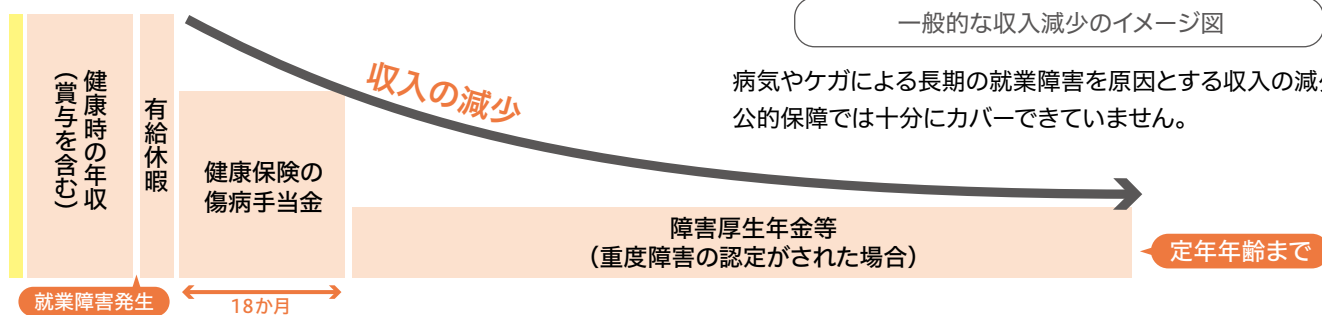 一般的な収入減少のイメージ図
病気やケガによる長期の就業障害を原因とする収入の減
公的保障では十分にカバーできていません。
収入の減少
健康時の年収
(賞与を含む)
有給休暇
健康保険の
傷病手当金
障害厚生年金等
(重度障害の認定がされた場合)
定年年齢まで
就業障害発生
18か月